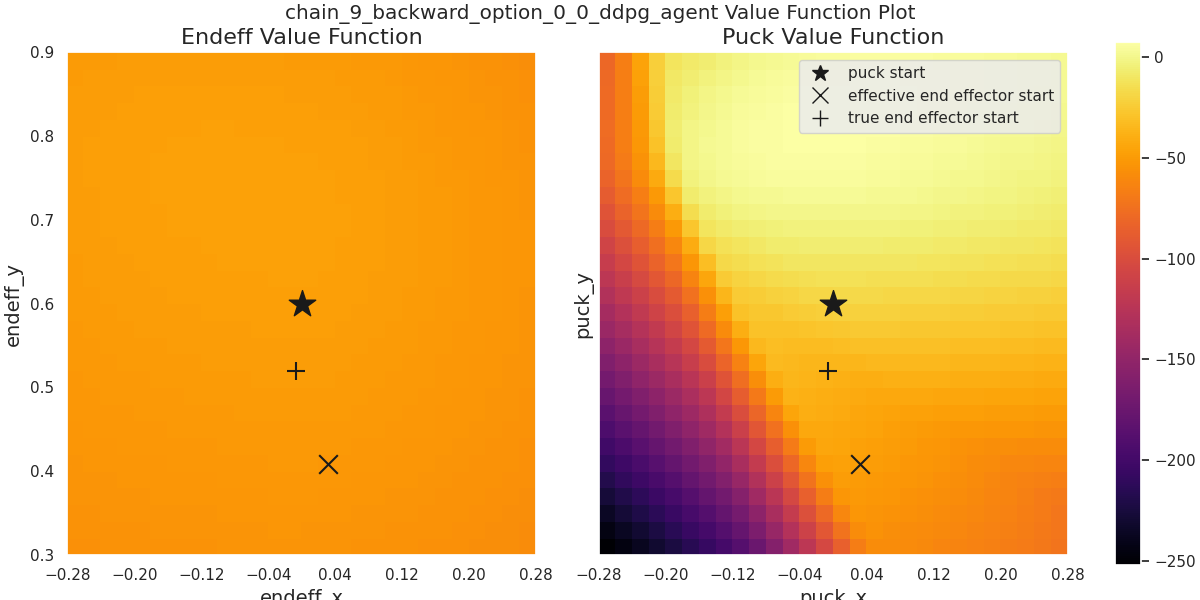 chain_9_backward_option_0_0_ddpg_agent Value Function Plot
Endeff Value Function
Puck Value Function
0.9
0.8
0.7
0.6
0.5
0.4
0.3
endeff_y
−0.28 −0.20 −0.12 −0.04 0.04 0.12 0.20 0.28
endeff_x
puck_y
puck start
effective end effector start
true end effector start
−0.28 −0.20 −0.12 −0.04 0.04 0.12 0.20 0.28
puck_x
0
−50
−100
−150
−200
−250